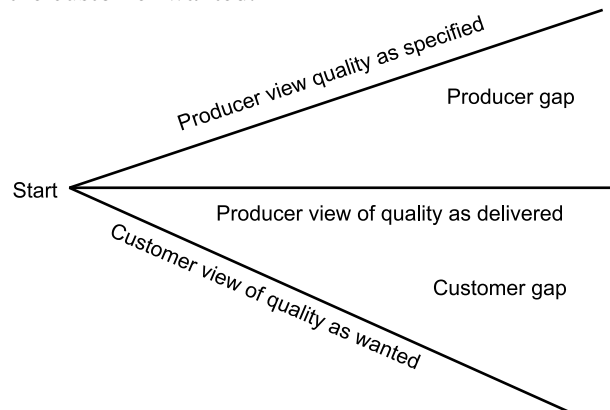 Producer view quality as specified
Producer gap
Start
Producer view of quality as delivered
Customer view of quality as wanted
Customer gap